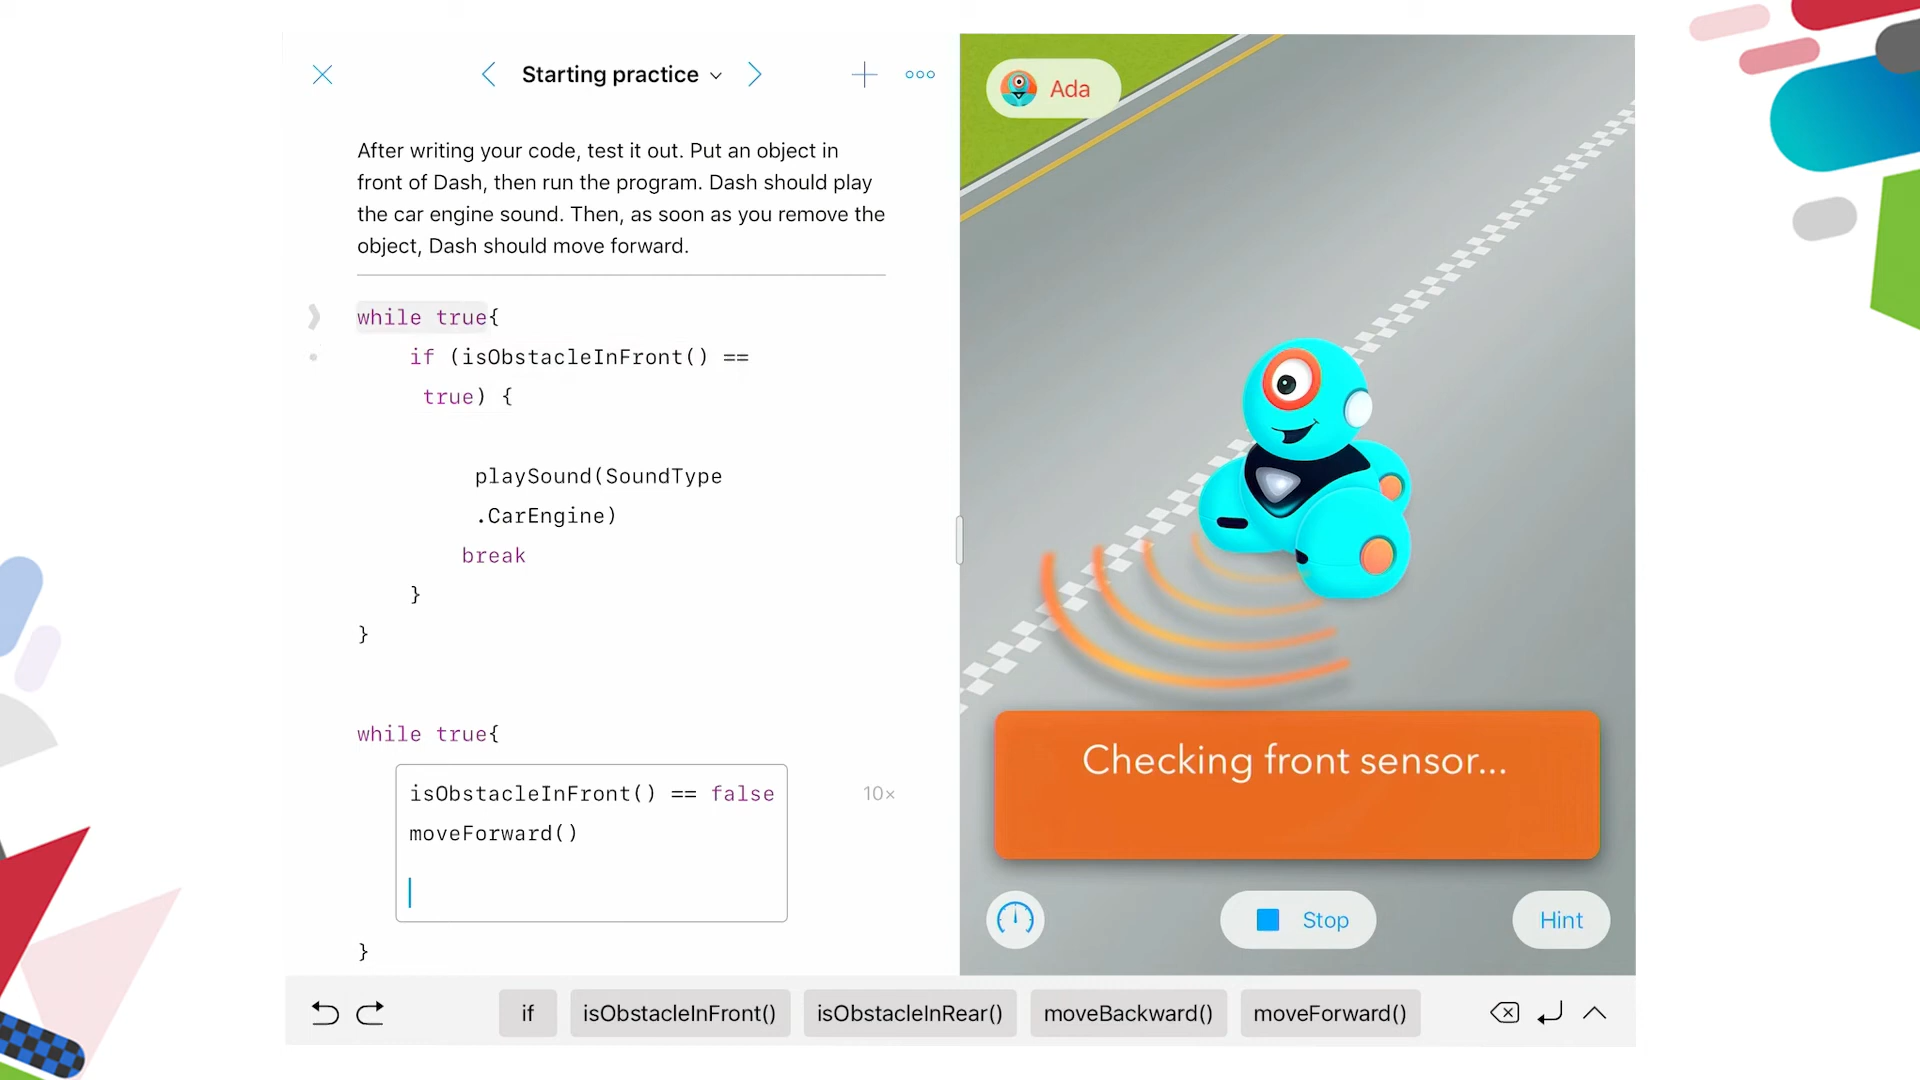 Starting practice
After writing your code, test it out. Put an object in
front of Dash, then run the program. Dash should play
the car engine sound. Then, as soon as you remove the
object, Dash should move forward.
while true{
if (isObstacleInFront() ==
true) {
playSound(SoundType
.CarEngine)
break
}
}
while true{
isObstacleInFront() == false
10×
moveForward()
}
Ada
Checking front sensor...
Stop
Hint
if
isObstacleInFront()
isObstacleInRear()
moveBackward()
moveForward()